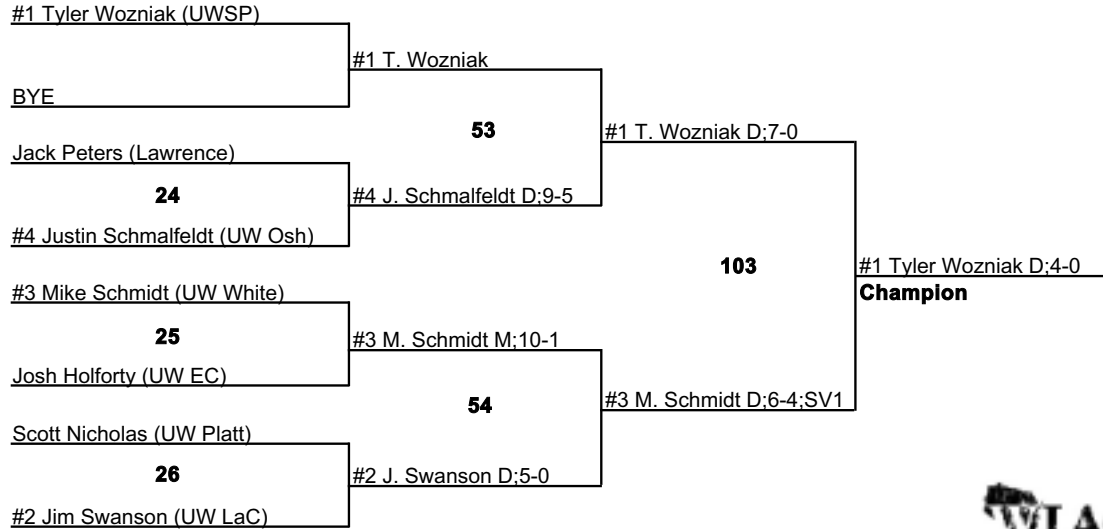 #1 Tyler Wozniak (UWSP)
#1 T. Wozniak
BYE
53
#1 T. Wozniak D;7-0
Jack Peters (Lawrence)
24
#4 J. Schmalfeldt D;9-5
#4 Justin Schmalfeldt (UW Osh)
103
#1 Tyler Wozniak D;4-0
Champion
#3 Mike Schmidt (UW White)
25
#3 M. Schmidt M;10-1
Josh Holforty (UW EC)
54
#3 M. Schmidt D;6-4;SV1
Scott Nicholas (UW Platt)
26
#2 J. Swanson D;5-0
#2 Jim Swanson (UW LaC)